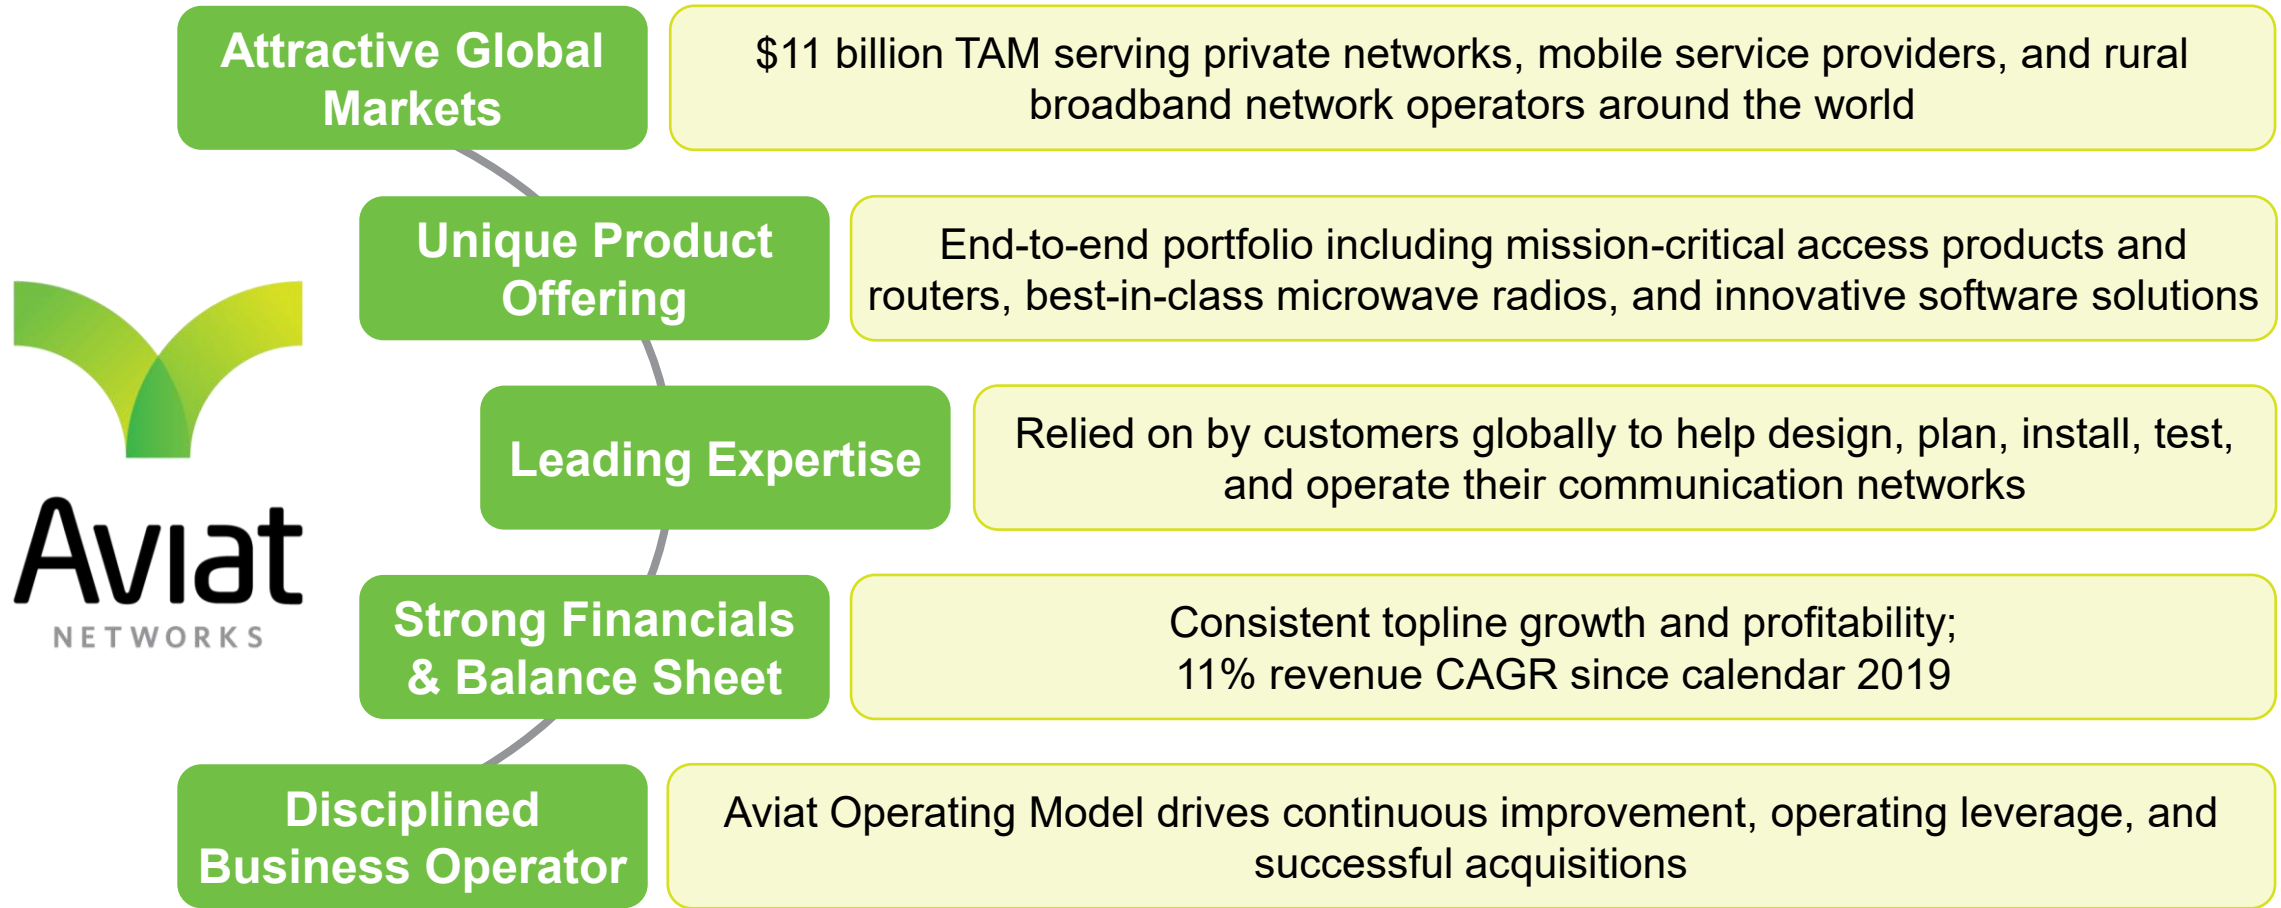 Attractive Global
Markets
$11 billion TAM serving private networks, mobile service providers, and rural
broadband network operators around the world
Unique Product
Offering
End-to-end portfolio including mission-critical access products and
routers, best-in-class microwave radios, and innovative software solutions
Aviat
NETWORKS
Leading Expertise
Relied on by customers globally to help design, plan, install, test,
and operate their communication networks
Strong Financials
& Balance Sheet
Consistent topline growth and profitability;
11% revenue CAGR since calendar 2019
Disciplined
Business Operator
Aviat Operating Model drives continuous improvement, operating leverage, and
successful acquisitions